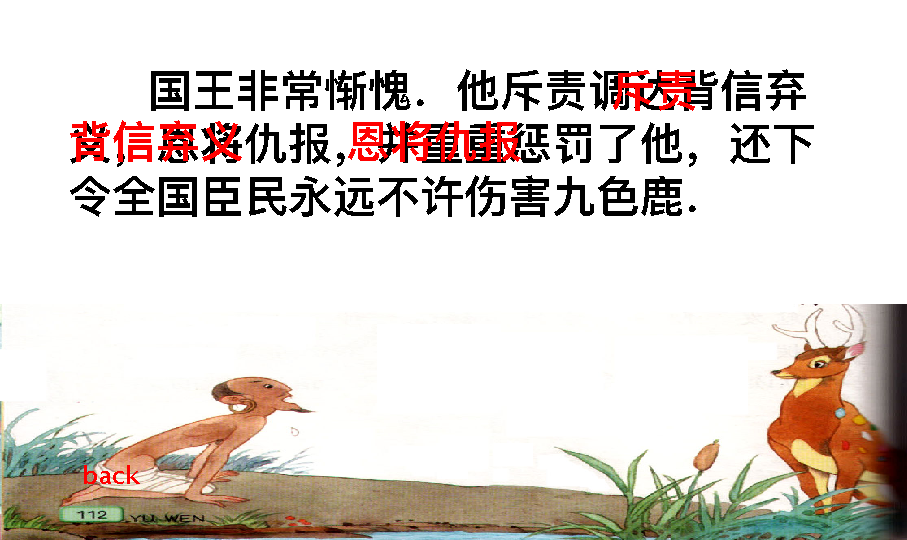 国王非常惭愧．他斥责调达背信弃
义，恩将仇报，并重重惩罚了他，还下
令全国臣民永远不许伤害九色鹿．
斥责
背信弃义
恩将仇报
back
112 YU WEN